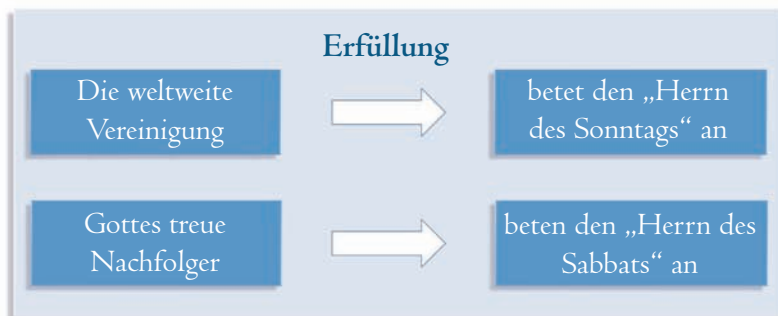 Erfüllung
Die weltweite
Vereinigung
betet den „Herrn
des Sonntags“ an
Gottes treue
Nachfolger
beten den „Herrn des
Sabbats“ an